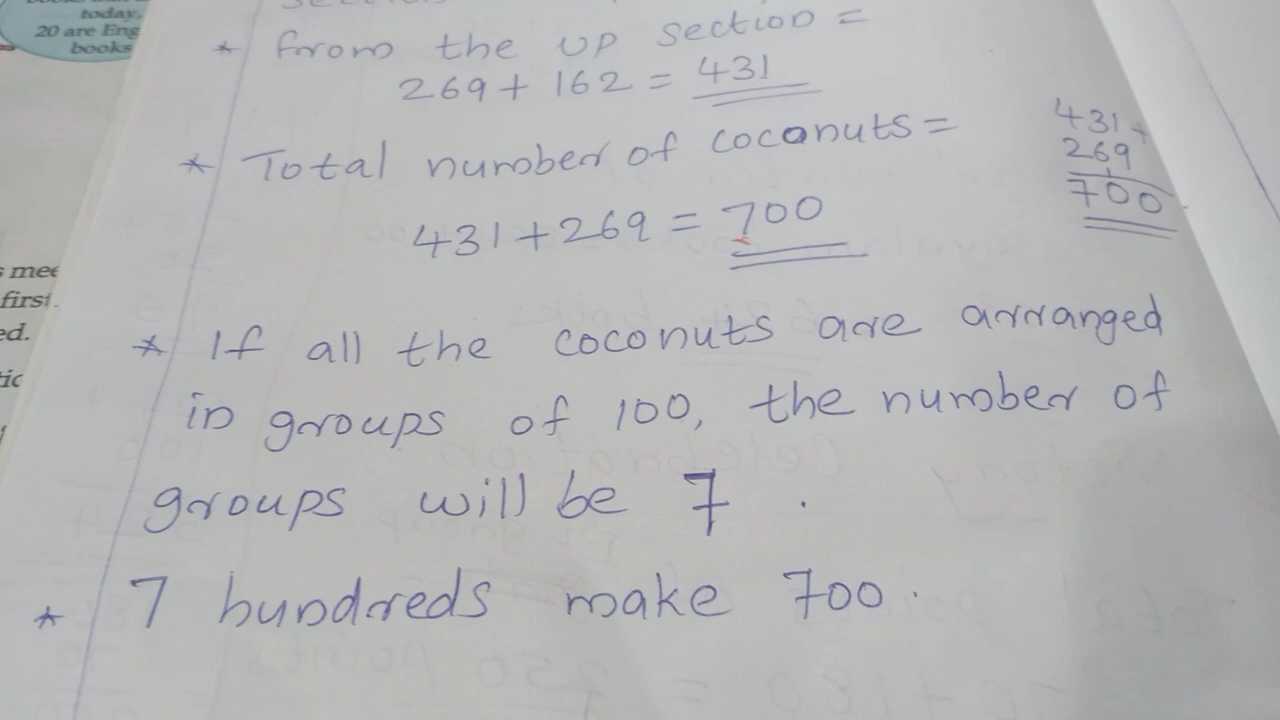 today,
20 are Eng
books
* From the UP section =
269 + 162 = 431
* Total number of coconuts =
431 + 269 = 700
431 +
269
700
s mee
first.
ed.
tic
* If all the coconuts are arranged
in groups of 100, the number of
groups will be 7 .
* 7 hundreds make 700.